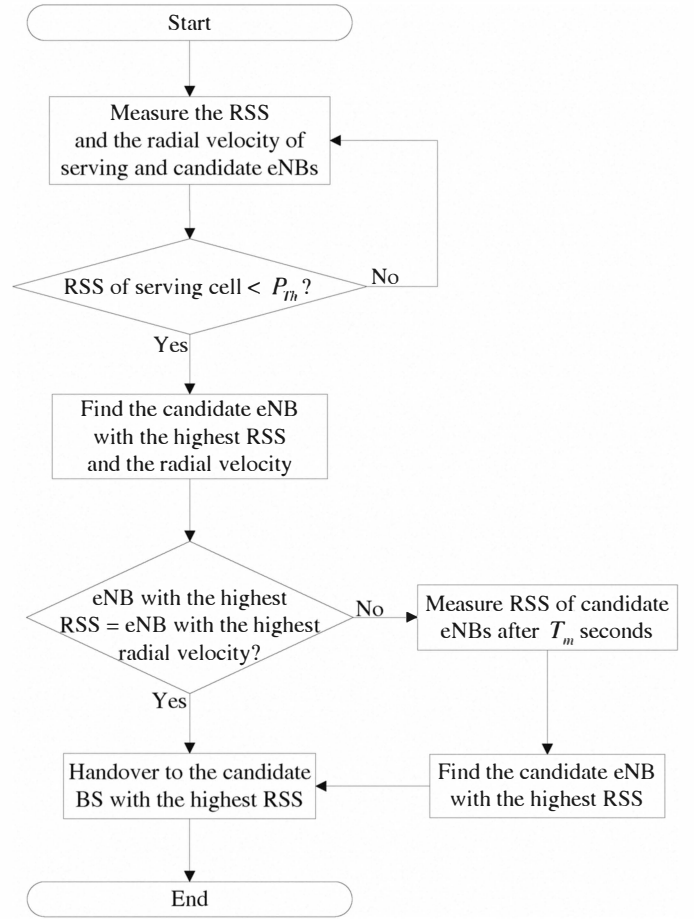 Start
Measure the RSS
and the radial velocity of
serving and candidate eNBs
RSS of serving cell < P_Th?
No
Yes
Find the candidate eNB
with the highest RSS
and the radial velocity
eNB with the highest
RSS = eNB with the highest
radial velocity?
No
Measure RSS of candidate
eNBs after T_m seconds
Yes
Handover to the candidate
BS with the highest RSS
Find the candidate eNB
with the highest RSS
End